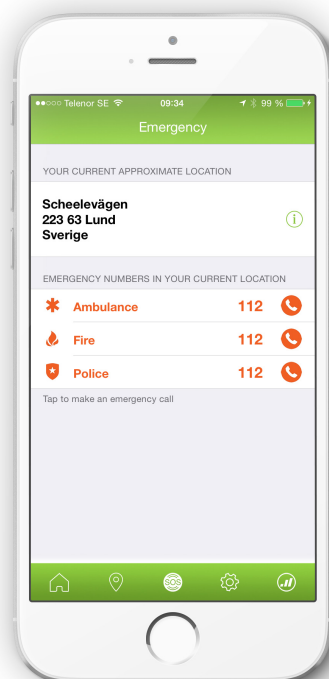 Telenor SE 09:34 99 %
Emergency
YOUR CURRENT APPROXIMATE LOCATION
Scheelevägen
223 63 Lund
Sverige
EMERGENCY NUMBERS IN YOUR CURRENT LOCATION
Ambulance 112
Fire 112
Police 112
Tap to make an emergency call
SOS